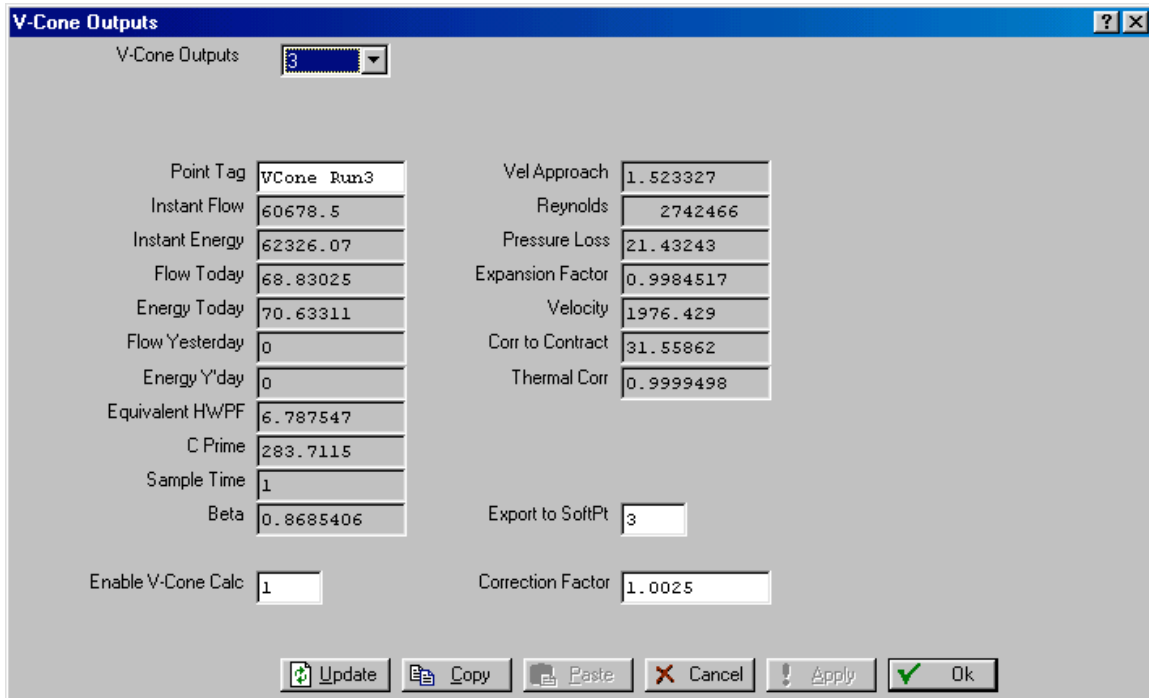 V-Cone Outputs
V-Cone Outputs 3
Point Tag VCone Run3
Instant Flow 60678.5
Instant Energy 62326.07
Flow Today 68.83025
Energy Today 70.63311
Flow Yesterday 0
Energy Y'day 0
Equivalent HWPF 6.787547
C Prime 283.7115
Sample Time 1
Beta 0.8685406
Enable V-Cone Calc 1
Vel Approach 1.523327
Reynolds 2742466
Pressure Loss 21.43243
Expansion Factor 0.9984517
Velocity 1976.429
Corr to Contract 31.55862
Thermal Corr 0.9999498
Export to SoftPt 3
Correction Factor 1.0025
Update Copy Paste Cancel Apply Ok